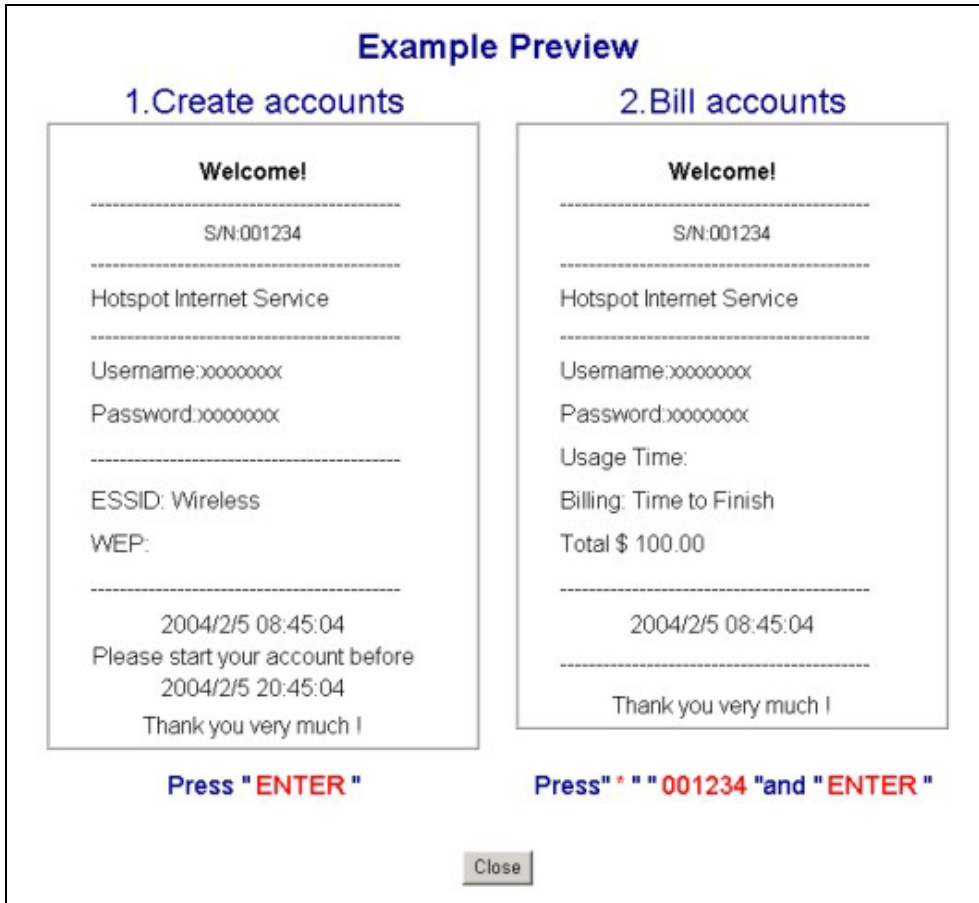 Example Preview
1.Create accounts
Welcome!
-------------------------------------------
S/N:001234
-------------------------------------------
Hotspot Internet Service
-------------------------------------------
Username:xxxxxxxx
Password:xxxxxxxx
-------------------------------------------
ESSID: Wireless
WEP:
-------------------------------------------
2004/2/5 08:45:04
Please start your account before
2004/2/5 20:45:04
Thank you very much !
Press "ENTER"
2.Bill accounts
Welcome!
-------------------------------------------
S/N:001234
-------------------------------------------
Hotspot Internet Service
-------------------------------------------
Username:xxxxxxxx
Password:xxxxxxxx
Usage Time:
Billing: Time to Finish
Total $ 100.00
-------------------------------------------
2004/2/5 08:45:04
-------------------------------------------
Thank you very much !
Press" * " " 001234 "and " ENTER "
Close